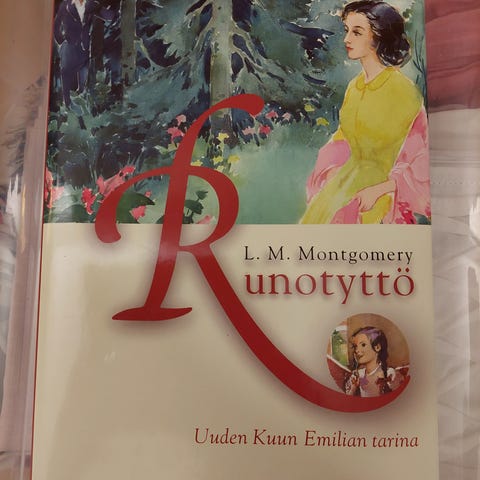 L. M. Montgomery
Runotyttö
Uuden Kuun Emilian tarina